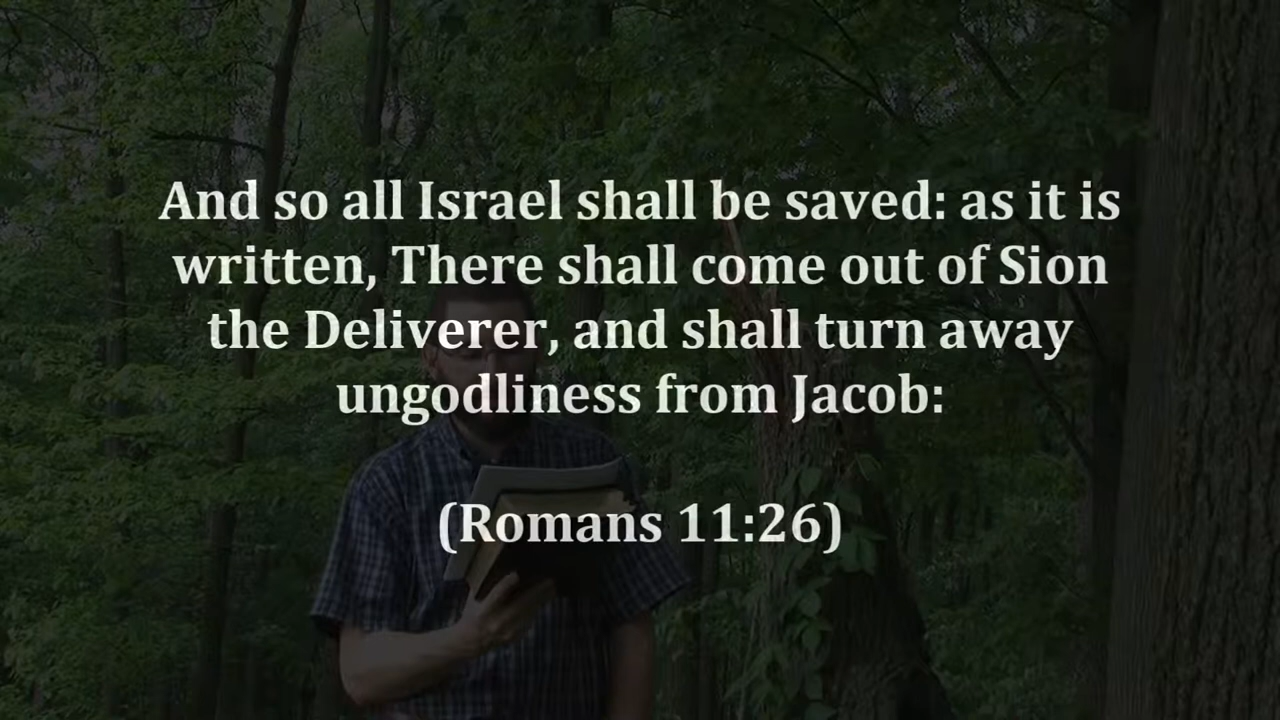 And so all Israel shall be saved: as it is
written, There shall come out of Sion
the Deliverer, and shall turn away
ungodliness from Jacob:
(Romans 11:26)